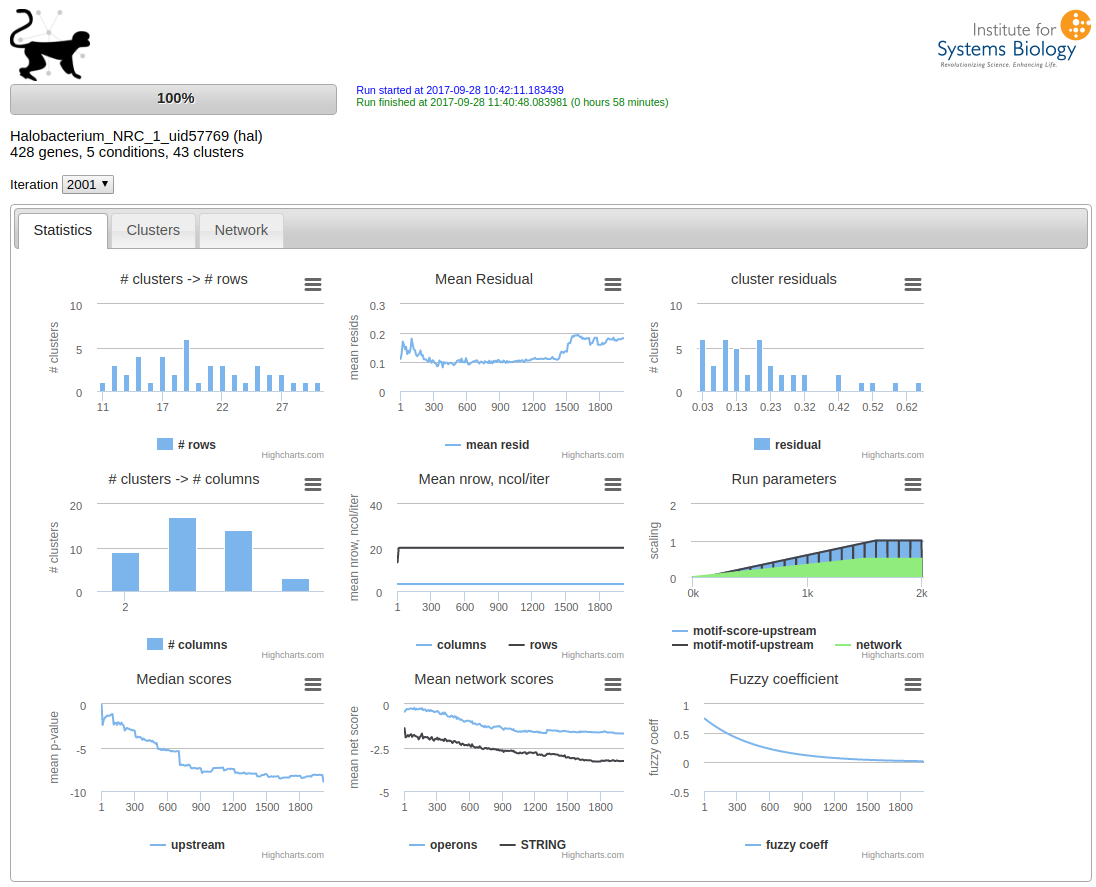 Institute for
Systems Biology
Revolutionizing Science. Enhancing Life.
100%
Run started at 2017-09-28 10:42:11.183439
Run finished at 2017-09-28 11:40:48.083981 (0 hours 58 minutes)
Halobacterium_NRC_1_uid57769 (hal)
428 genes, 5 conditions, 43 clusters
Iteration 2001
Statistics Clusters Network
# clusters -> # rows
# clusters
10
5
0
11 17 22 27
# rows
Highcharts.com
Mean Residual
mean resids
0.3
0.2
0.1
0
1 300 600 900 1200 1500 1800
mean resid
Highcharts.com
cluster residuals
# clusters
10
5
0
0.03 0.13 0.23 0.32 0.42 0.52 0.62
residual
Highcharts.com
# clusters -> # columns
# clusters
20
10
0
2
# columns
Highcharts.com
Mean nrow, ncol/iter
mean nrow, ncol/iter
40
20
0
1 300 600 900 1200 1500 1800
columns rows
Highcharts.com
Run parameters
scaling
2
1
0
0k 1k 2k
motif-score-upstream
motif-motif-upstream network
Highcharts.com
Median scores
mean p-value
0
-5
-10
1 300 600 900 1200 1500 1800
upstream
Highcharts.com
Mean network scores
mean net score
0
-2.5
-5
1 300 600 900 1200 1500 1800
operons STRING
Highcharts.com
Fuzzy coefficient
fuzzy coeff
1
0.5
0
-0.5
1 300 600 900 1200 1500 1800
fuzzy coeff
Highcharts.com